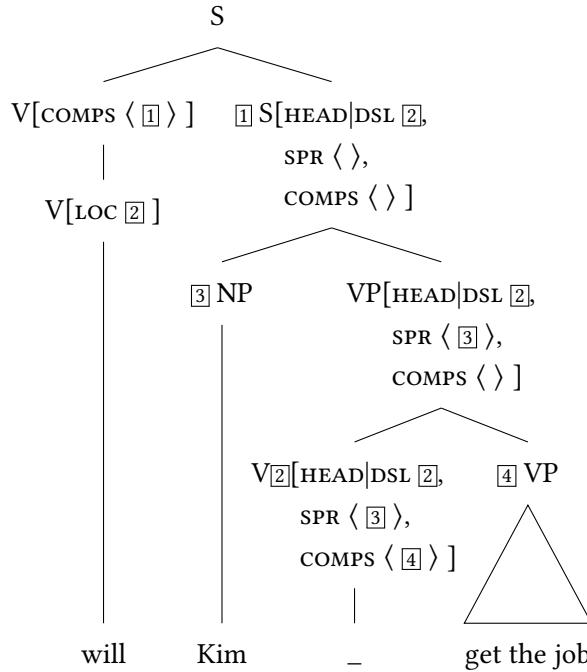 S
V[COMPS ⟨ 1 ⟩ ] 1 S[HEAD|DSL 2,
SPR ⟨ ⟩,
COMPS ⟨ ⟩ ]
V[LOC 2 ]
3 NP VP[HEAD|DSL 2,
SPR ⟨ 3 ⟩,
COMPS ⟨ ⟩ ]
V2[HEAD|DSL 2, 4 VP
SPR ⟨ 3 ⟩,
COMPS ⟨ 4 ⟩ ]
will Kim _ get the job